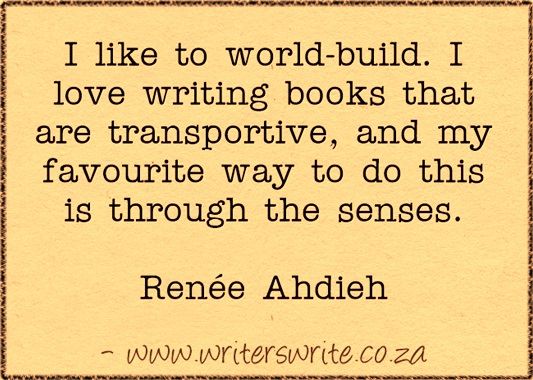 I like to world-build. I
love writing books that
are transportive, and my
favourite way to do this
is through the senses.
Renée Ahdieh
- www.writerswrite.co.za